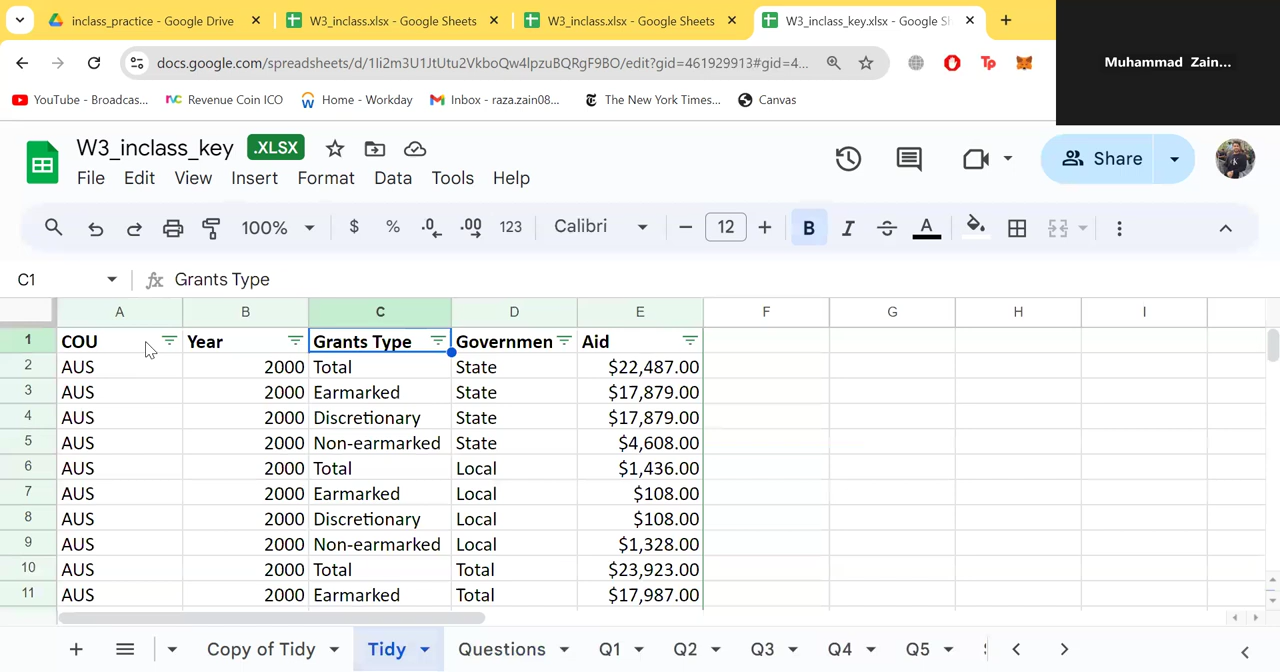 inclass_practice - Google Drive
W3_inclass.xlsx - Google Sheets
W3_inclass.xlsx - Google Sheets
W3_inclass_key.xlsx - Google Sh
Muhammad Zain...
docs.google.com/spreadsheets/d/1Ii2m3U1JtUtu2VkboQw4lpzuBQRgF9BO/edit?gid=461929913#gid=4...
YouTube - Broadcas...
Revenue Coin ICO
Home - Workday
Inbox - raza.zain08...
The New York Times...
Canvas
W3_inclass_key .XLSX
File Edit View Insert Format Data Tools Help
Share
100% $ % .0 .00 123 Calibri 12 B I S A
C1 fx Grants Type
A B C D E F G H I
1 COU Year Grants Type Governmen Aid
2 AUS 2000 Total State $22,487.00
3 AUS 2000 Earmarked State $17,879.00
4 AUS 2000 Discretionary State $17,879.00
5 AUS 2000 Non-earmarked State $4,608.00
6 AUS 2000 Total Local $1,436.00
7 AUS 2000 Earmarked Local $108.00
8 AUS 2000 Discretionary Local $108.00
9 AUS 2000 Non-earmarked Local $1,328.00
10 AUS 2000 Total Total $23,923.00
11 AUS 2000 Earmarked Total $17,987.00
Copy of Tidy Tidy Questions Q1 Q2 Q3 Q4 Q5